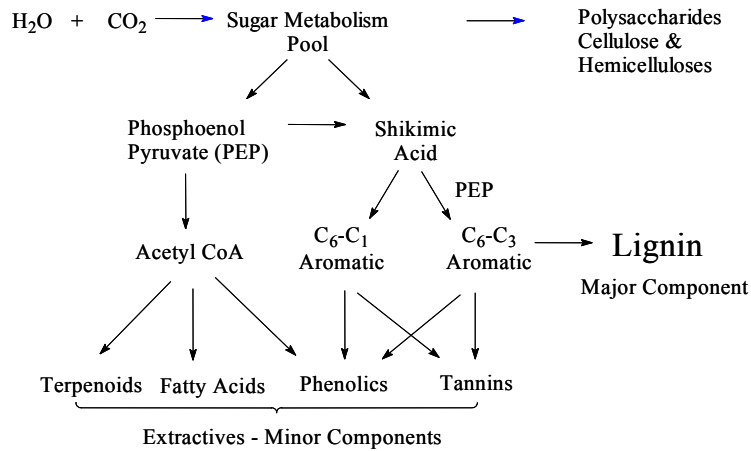 H₂O + CO₂ Sugar Metabolism Polysaccharides
Pool Cellulose &
Hemicelluloses
Phosphoenol Shikimic
Pyruvate (PEP) Acid
PEP
C₆-C₁ C₆-C₃ Lignin
Acetyl CoA Aromatic Aromatic
Major Component
Terpenoids Fatty Acids Phenolics Tannins
Extractives - Minor Components